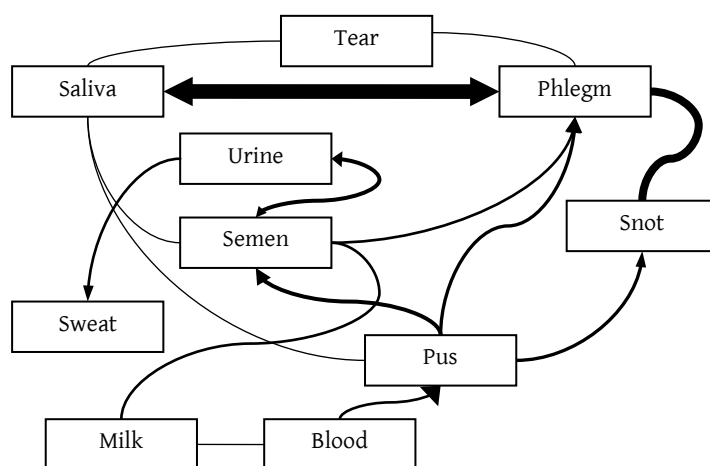 Tear
Saliva
Phlegm
Urine
Snot
Semen
Sweat
Pus
Milk
Blood